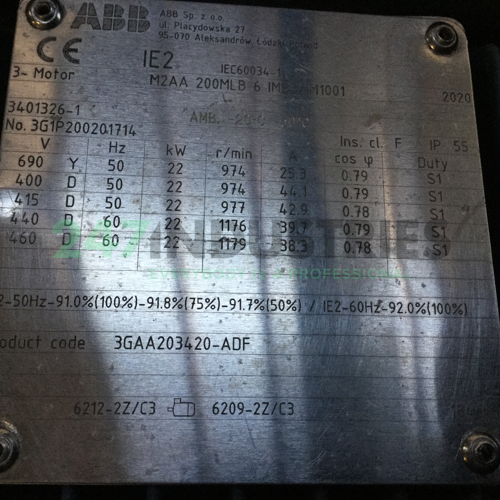 ABB
ABB Sp. z o.o.
ul. Placydowska 27
95-070 Aleksandrów Łódzki Poland
CE
IE2
IEC60034-1
3~ Motor
M2AA 200MLB 6
2020
3401326-1
AMB.
No. 3G1P200201714
Ins. cl. F IP 55
V Hz kW r/min A cos φ Duty
690 Y 50 22 974 25.3 0.79 S1
400 D 50 22 974 44.1 0.79 S1
415 D 50 22 977 42.9 0.78 S1
440 D 60 22 1176 39.7 0.79 S1
460 D 60 22 1179 38.3 0.78 S1
247INDUSTRIES
2-50Hz-91.0%(100%)-91.8%(75%)-91.7%(50%) / IE2-60Hz-92.0%(100%)
oduct code 3GAA203420-ADF
6212-2Z/C3 6209-2Z/C3